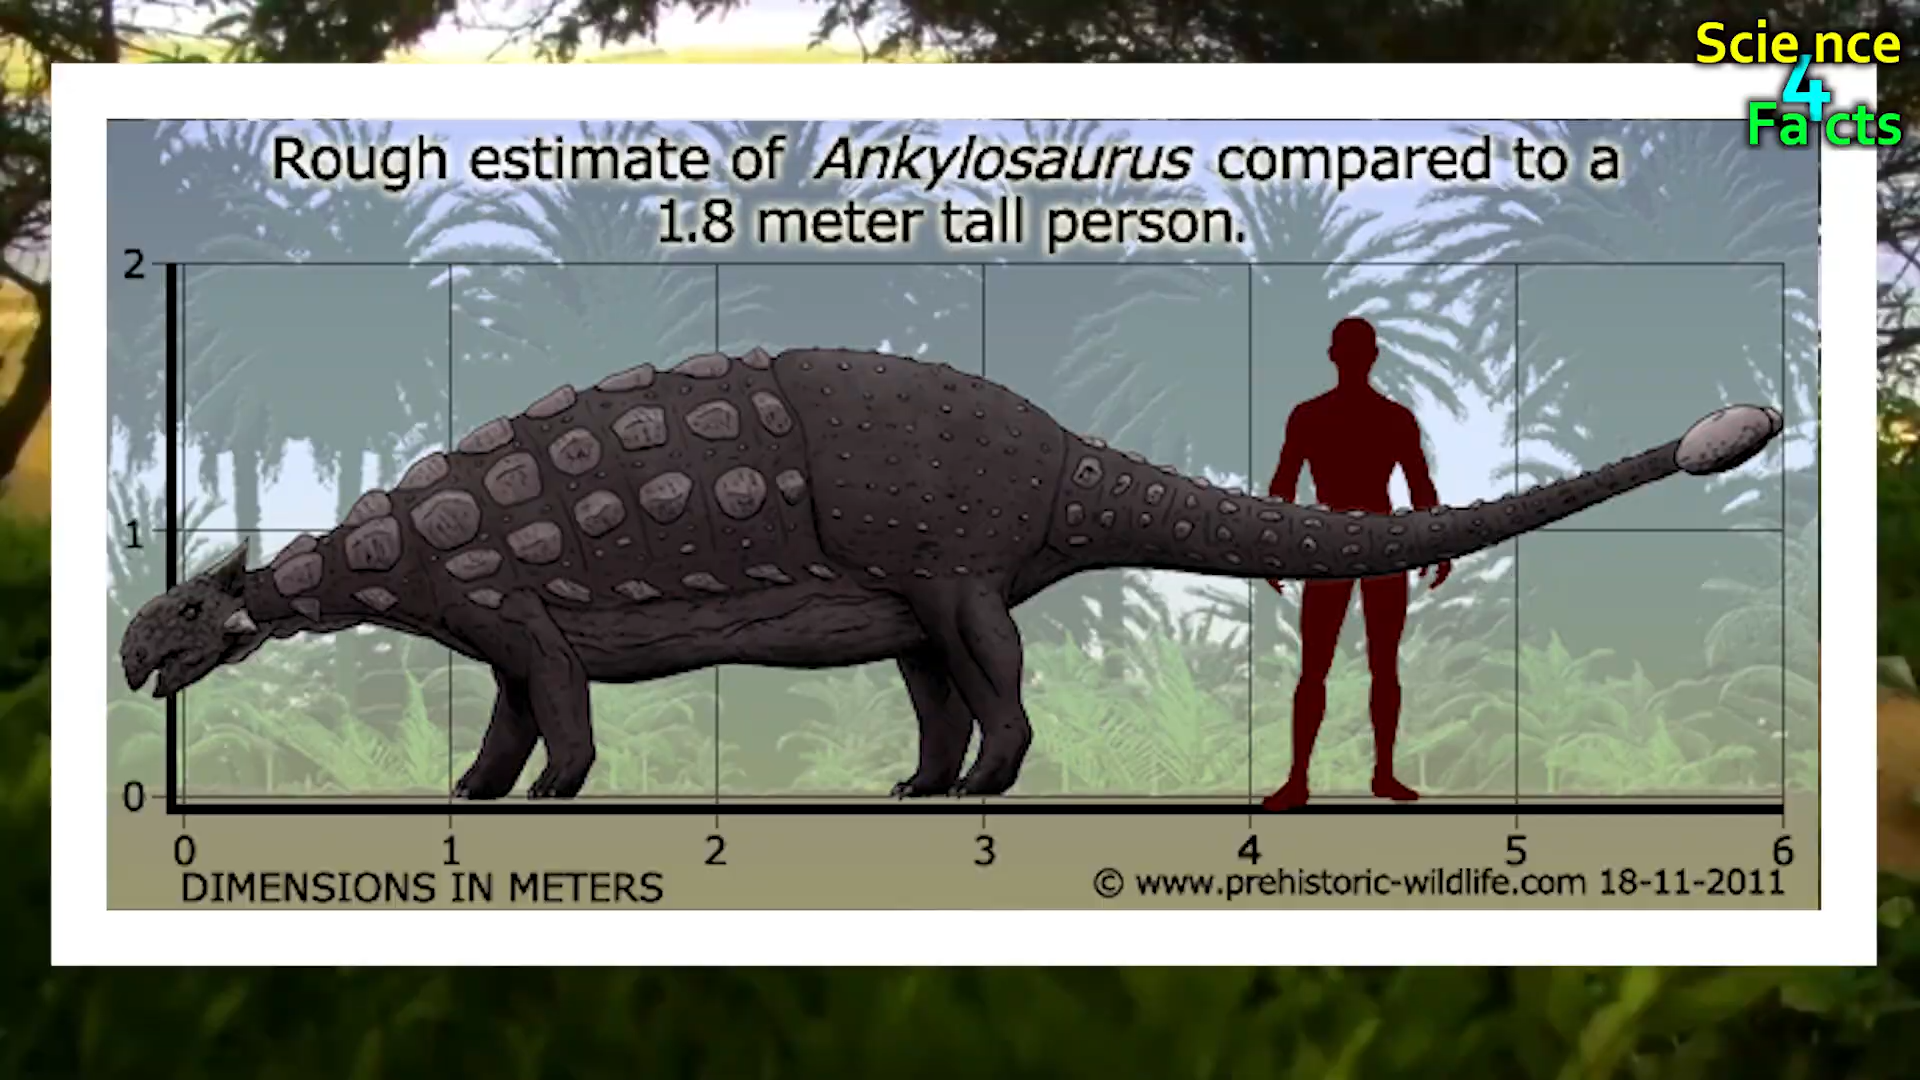 Science
4
Facts
Rough estimate of Ankylosaurus compared to a
1.8 meter tall person.
2
1
0
0 1 2 3 4 5 6
DIMENSIONS IN METERS © www.prehistoric-wildlife.com 18-11-2011